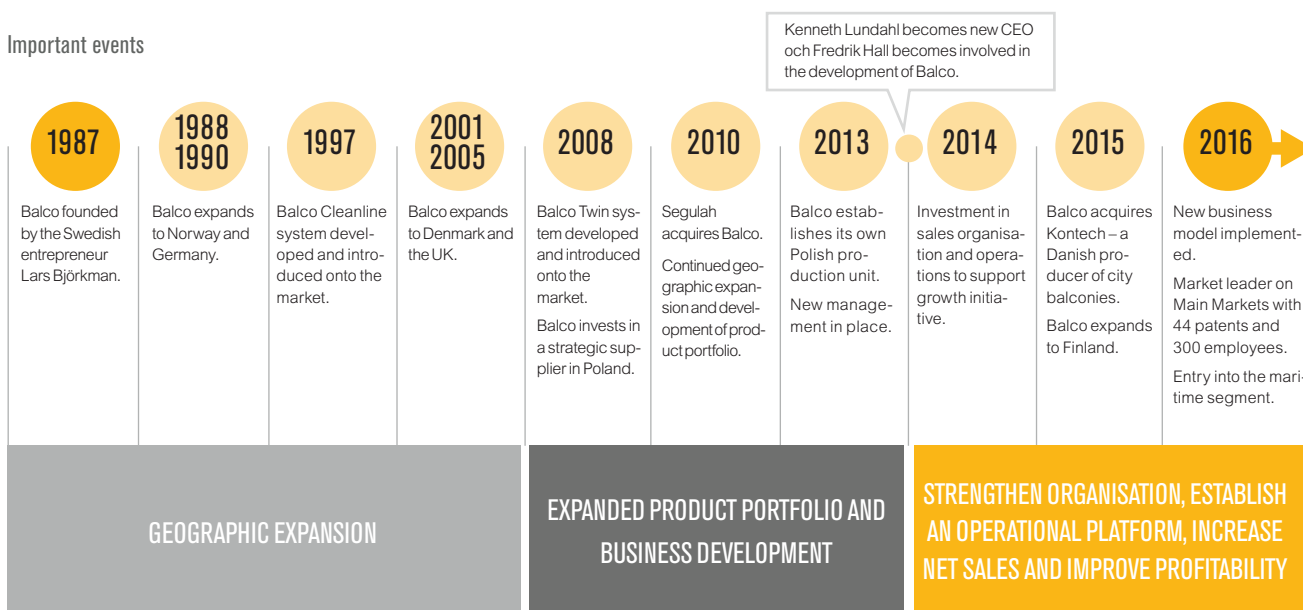 Important events
Kenneth Lundahl becomes new CEO
och Fredrik Hall becomes involved in
the development of Balco.
1987
Balco founded
by the Swedish
entrepreneur
Lars Björkman.
1988
1990
Balco expands
to Norway and
Germany.
1997
Balco Cleanline
system devel-
oped and intro-
duced onto the
market.
2001
2005
Balco expands
to Denmark and
the UK.
2008
Balco Twin sys-
tem developed
and introduced
onto the
market.
Balco invests in
a strategic sup-
plier in Poland.
2010
Segulah
acquires Balco.
Continued geo-
graphic expan-
sion and devel-
opment of prod-
uct portfolio.
2013
Balco estab-
lishes its own
Polish pro-
duction unit.
New manage-
ment in place.
2014
Investment in
sales organisa-
tion and opera-
tions to support
growth initia-
tive.
2015
Balco acquires
Kontech – a
Danish pro-
ducer of city
balconies.
Balco expands
to Finland.
2016
New business
model implement-
ed.
Market leader on
Main Markets with
44 patents and
300 employees.
Entry into the mari-
time segment.
GEOGRAPHIC EXPANSION
EXPANDED PRODUCT PORTFOLIO AND
BUSINESS DEVELOPMENT
STRENGTHEN ORGANISATION, ESTABLISH
AN OPERATIONAL PLATFORM, INCREASE
NET SALES AND IMPROVE PROFITABILITY